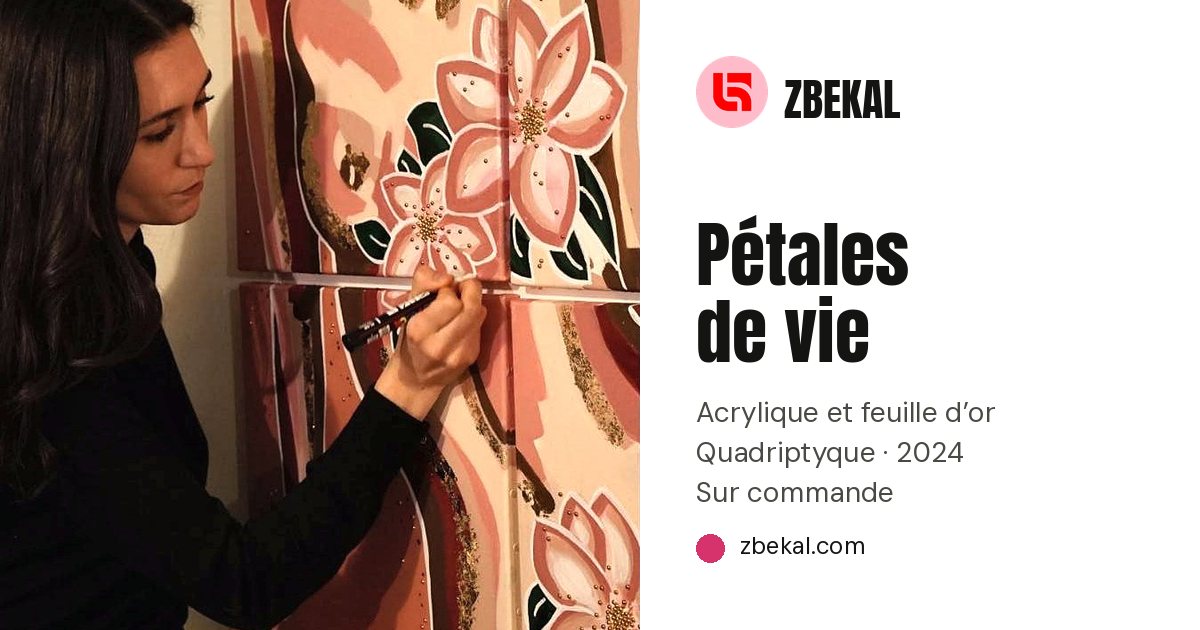 ZBEKAL
Pétales
de vie
Acrylique et feuille d’or
Quadriptyque · 2024
Sur commande
zbekal.com